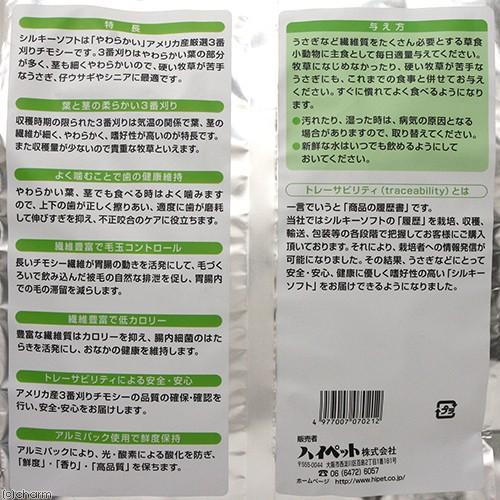 特長
シルキーソフトは「やわらかい」アメリカ産厳選3番
刈りチモシーです。3番刈りはやわらかい葉の部分
が多く、茎も細くやわらかいので、硬い牧草が苦手
なうさぎ、仔ウサギやシニアに最適です。
葉と茎の柔らかい3番刈り
収穫時期の限られた3番刈りは気温の関係で葉、茎
の繊維が細く、やわらかく、嗜好性が高いのが特長です。
また収穫量が少ないので貴重な牧草といえます。
よく噛むことで歯の健康維持
やわらかい葉、茎でも食べる時はよく噛みます
ので、上下の歯が正しく擦りあい、適度に歯が磨耗
して伸びすぎを抑え、不正咬合のケアに役立ちます。
繊維豊富で毛玉コントロール
長いチモシー繊維が胃腸の動きを活発にして、毛づく
ろいで飲み込んだ被毛の自然な排泄を促し、胃腸内
での毛の滞留を減らします。
繊維豊富で低カロリー
豊富な繊維質はカロリーを抑え、腸内細菌のはた
らきを活発にし、おなかの健康を維持します。
トレーサビリティによる安全・安心
アメリカ産3番刈りチモシーの品質の確保・確認を
行い、安全・安心をお届けします。
アルミパック使用で鮮度保持
アルミパックにより、光・酸素による酸化を防ぎ、
「鮮度」・「香り」・「高品質」を保ちます。
与え方
うさぎなど繊維質をたくさん必要とする草食
小動物に主食として毎日適量与えてください。
牧草になじめなかったり、硬い牧草が苦手な
うさぎにも、これまでの食事と併せてお与え
ください。すぐに慣れてよく食べるようになり
ます。
●汚れたり、湿った時は、病気の原因となる
場合がありますので、取り替えてください。
●新鮮な水はいつでも飲めるようにして
おいてください。
トレーサビリティ(traceability)とは
一言でいうと「商品の履歴書」です。
当社ではシルキーソフトの「履歴」を栽培、収穫、
輸送、包装等の各段階で把握してお客様にご購入
頂いております。それにより、栽培者への情報発信が
可能になりました。その結果、うさぎなどにとって
安全・安心、健康に優しく嗜好性の高い「シルキー
ソフト」をお届けできるようになりました。
4 977007 070212
プラ
販売者
ハイペット株式会社
〒555-0044 大阪市西淀川区百島2丁目1番161号
☎ 06 (6472) 6057
ホームページ http://www.hipet.co.jp
(c)charm